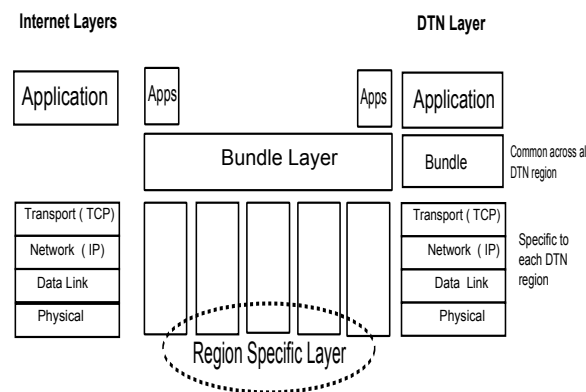 Internet Layers
DTN Layer
Application
Apps
Apps
Application
Bundle Layer
Bundle
Common across al
DTN region
Transport ( TCP)
Network ( IP)
Data Link
Physical
Transport ( TCP)
Network ( IP)
Data Link
Physical
Specific to
each DTN
region
Region Specific Layer